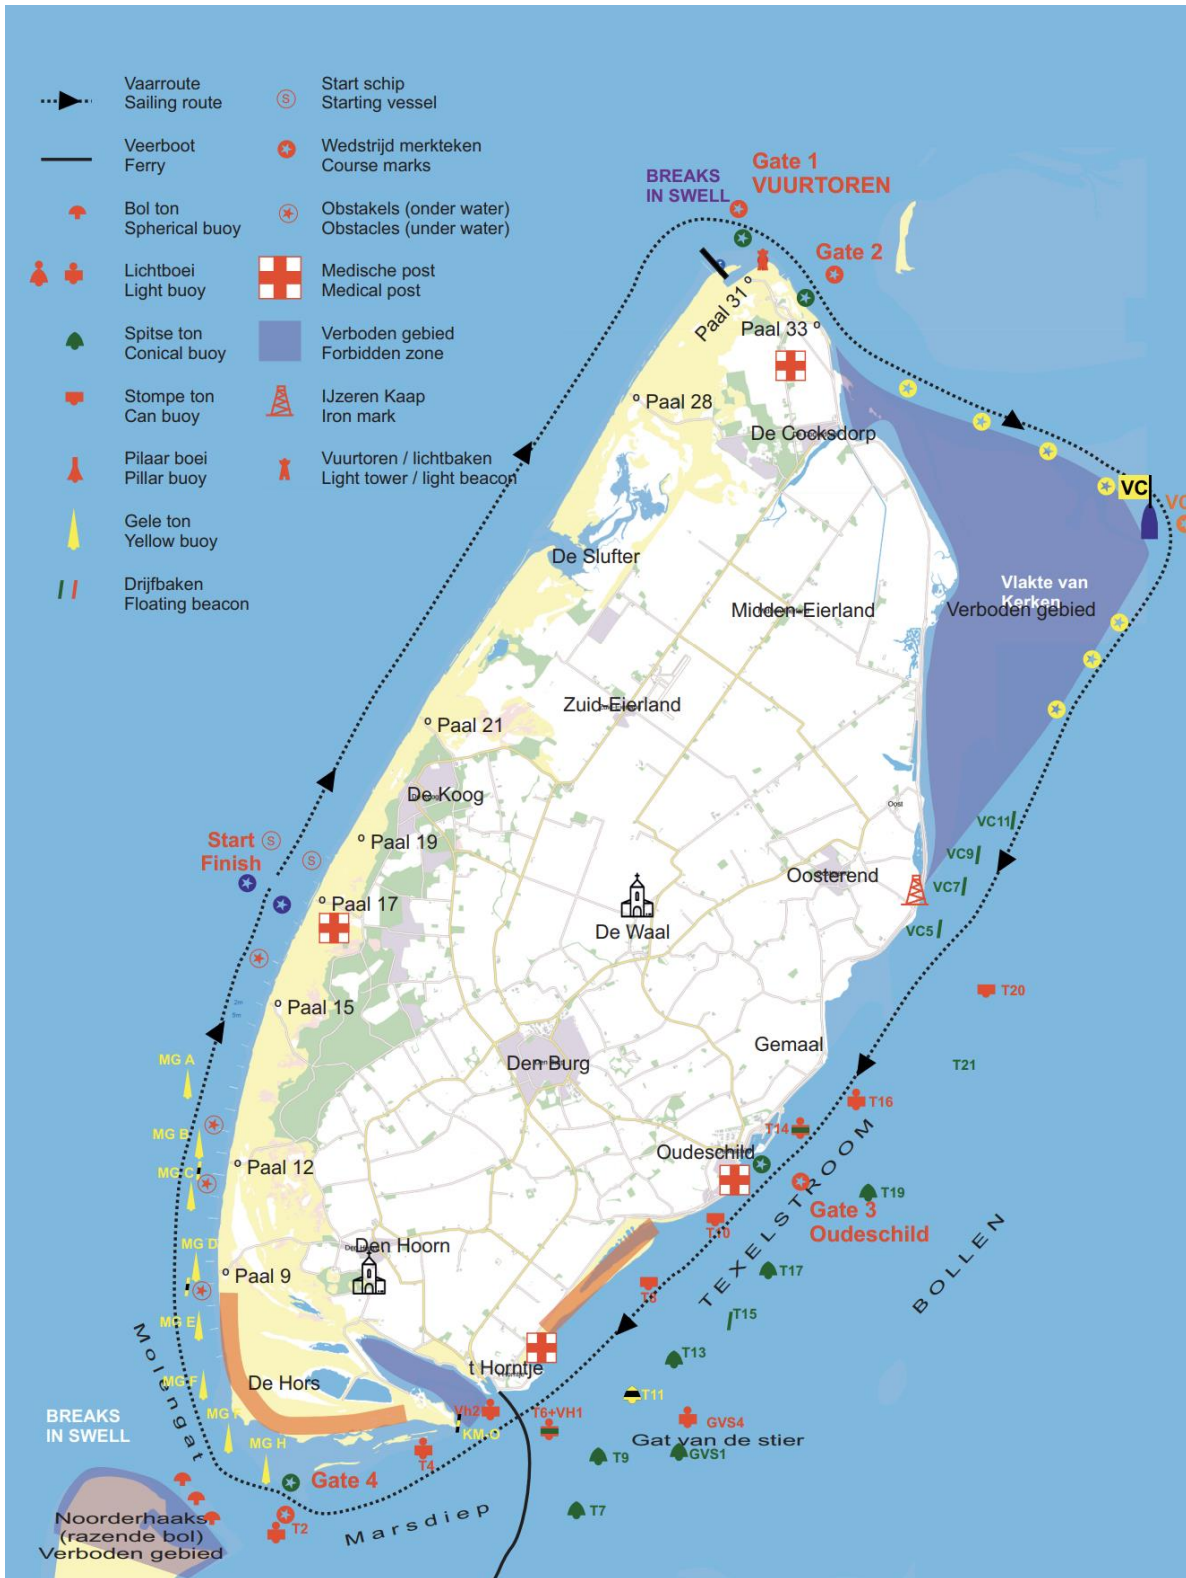 Vaarroute
Sailing route
Start schip
Starting vessel
Veerboot
Ferry
Wedstrijd merkteken
Course marks
Bol ton
Spherical buoy
Obstakels (onder water)
Obstacles (under water)
Lichtboei
Light buoy
Medische post
Medical post
Spitse ton
Conical buoy
Verboden gebied
Forbidden zone
Stompe ton
Can buoy
IJzeren Kaap
Iron mark
Pilaar boei
Pillar buoy
Vuurtoren / lichtbaken
Light tower / light beacon
Gele ton
Yellow buoy
Drijfbaken
Floating beacon
S
BREAKS
IN SWELL
Gate 1
VUURTOREN
Gate 2
Paal 31 º
Paal 33 º
º Paal 28
De Cocksdorp
VC
De Slufter
Vlakte van
Kerken
Verboden gebied
Midden-Eierland
Zuid-Eierland
º Paal 21
De Koog
Oost
VC11
Start
Finish
S
S
º Paal 19
VC9
Oosterend
VC7
º Paal 17
De Waal
VC5
T20
º Paal 15
Gemaal
MG A
Den Burg
T21
T16
MG B
T14
Oudeschild
º Paal 12
MG C
T19
Gate 3
Oudeschild
T10
TEXELSTROOM
BOLLEN
MG D
Den Hoorn
º Paal 9
T17
T8
MG E
T15
Molengat
T13
t Horntje
MG F
De Hors
T11
BREAKS
IN SWELL
MG F
Vh2
T6+VH1
GVS4
KM-O
Gat van de stier
MG H
T4
T9
GVS1
Gate 4
Noorderhaaks
(razende bol)
Verboden gebied
T2
Marsdiep
T7